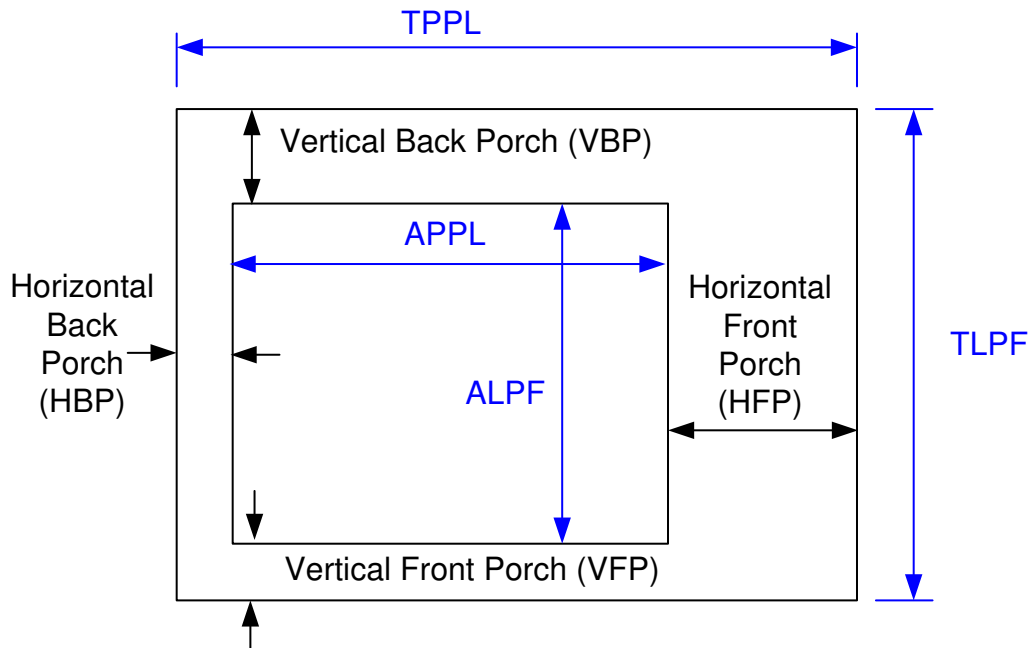 TPPL
Vertical Back Porch (VBP)
APPL
Horizontal
Back
Porch
(HBP)
Horizontal
Front
Porch
(HFP)
TLPF
ALPF
Vertical Front Porch (VFP)